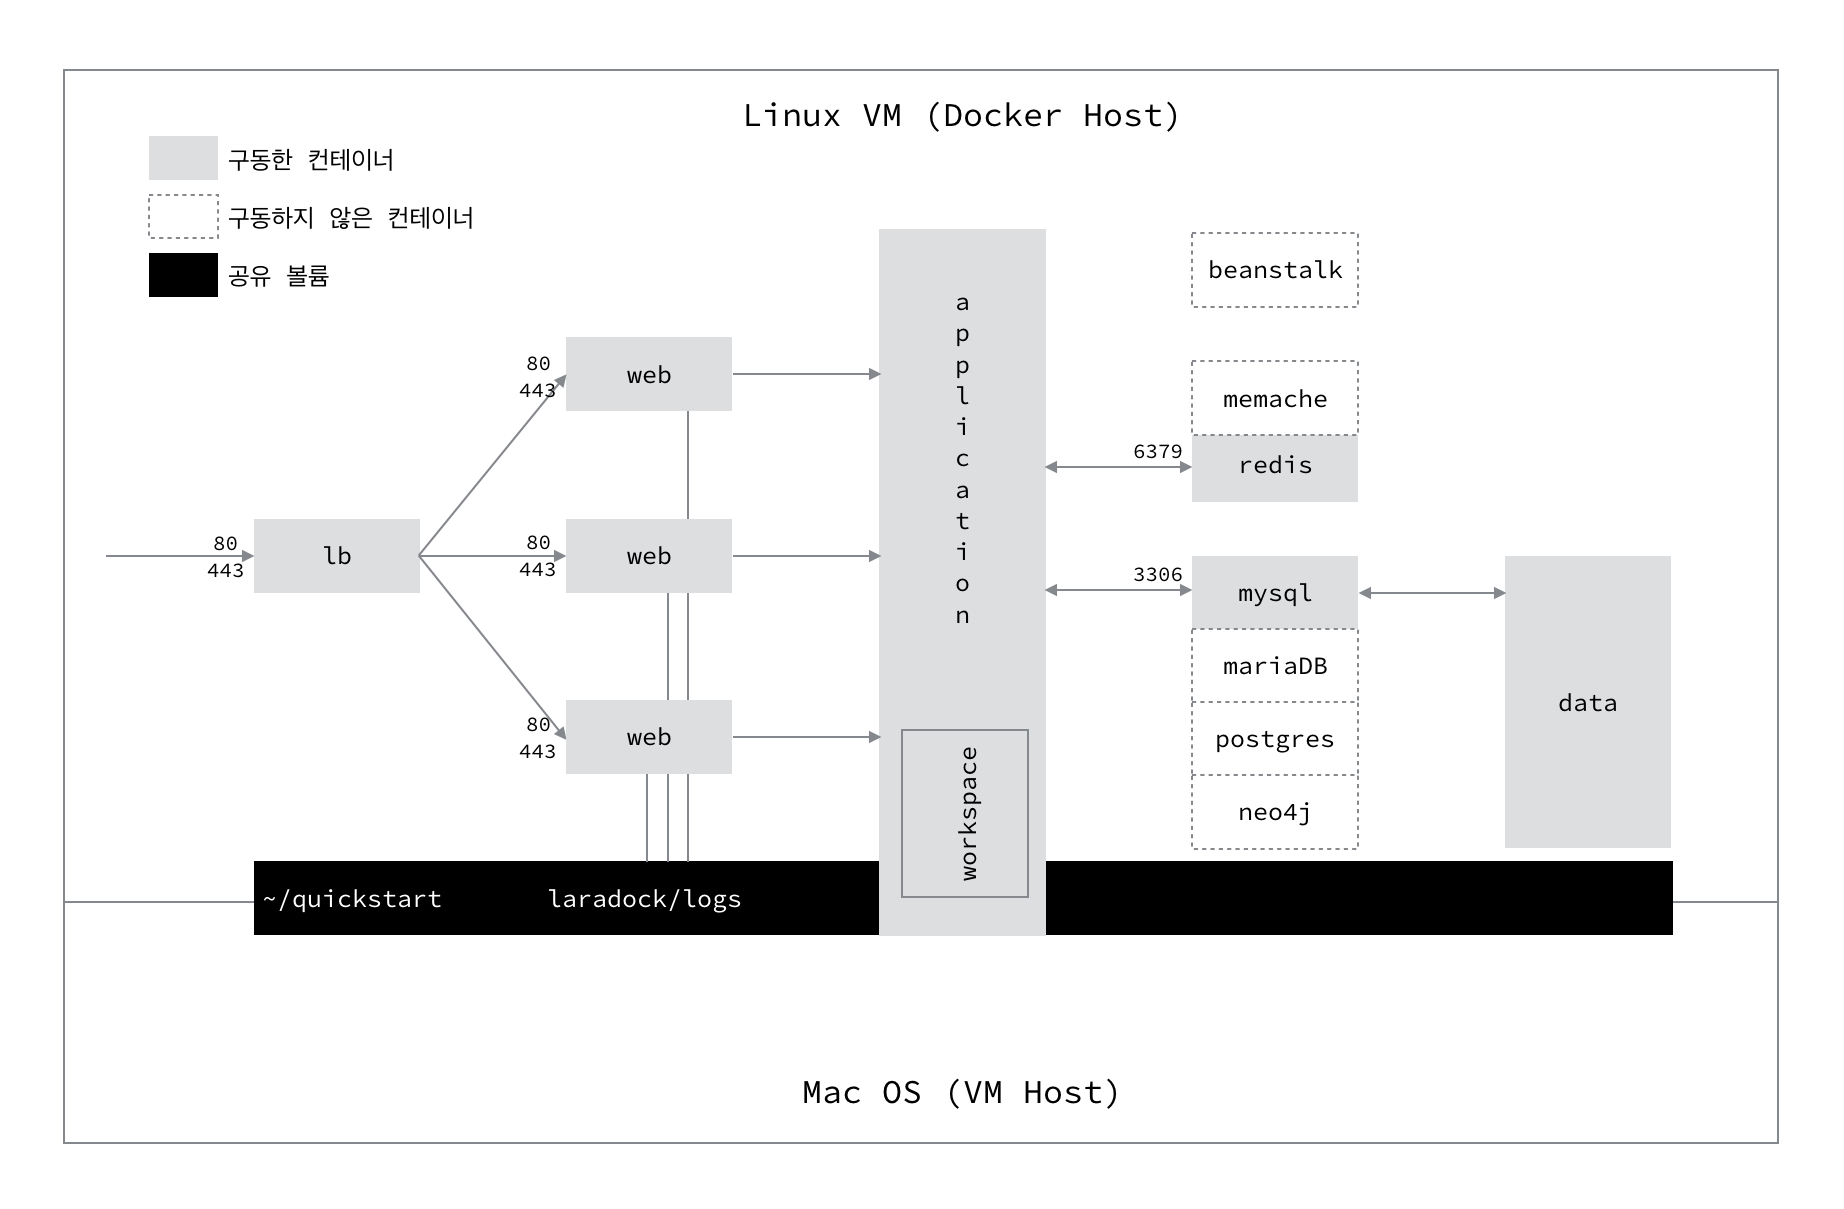 Linux VM (Docker Host)
구동한 컨테이너
구동하지 않은 컨테이너
공유 볼륨
80
443
lb
80
443
web
80
443
web
80
443
web
application
workspace
beanstalk
memache
6379
redis
3306
mysql
mariaDB
postgres
neo4j
data
~/quickstart
laradock/logs
Mac OS (VM Host)